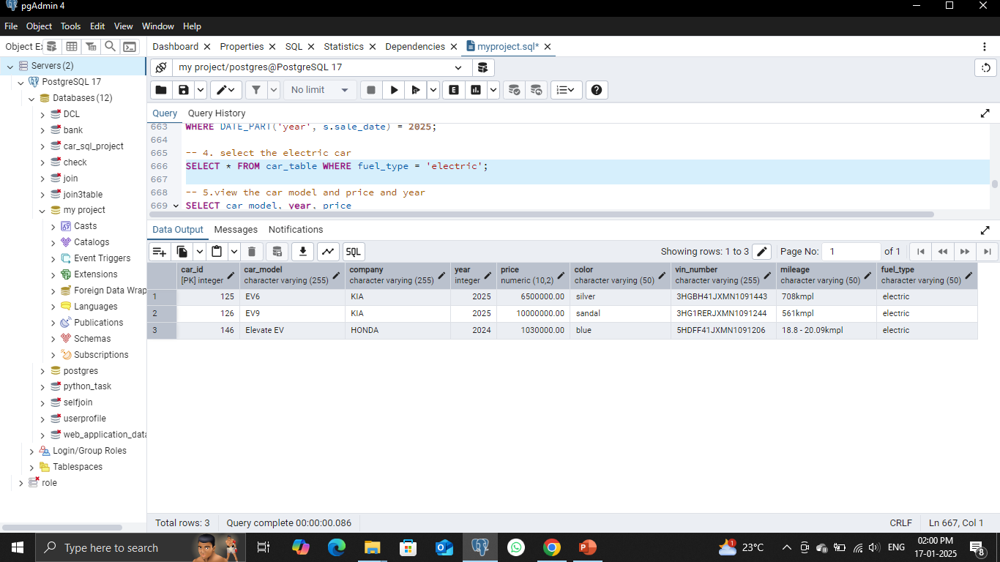 pgAdmin 4
File Object Tools Edit View Window Help
Object Ex
Dashboard Properties SQL Statistics Dependencies myproject.sql*
Servers (2)
PostgreSQL 17
Databases (12)
DCL
bank
car_sql_project
check
join
join3table
my project
Casts
Catalogs
Event Triggers
Extensions
Foreign Data Wrap
Languages
Publications
Schemas
Subscriptions
postgres
python_task
selfjoin
userprofile
web_application_data
Login/Group Roles
Tablespaces
role
my project/postgres@PostgreSQL 17
No limit
E
Query Query History
663 WHERE DATE_PART('year', s.sale_date) = 2025;
664
665 -- 4. select the electric car
666 SELECT * FROM car_table WHERE fuel_type = 'electric';
667
668 -- 5.view the car model and price and year
669 SELECT car_model, year, price
Data Output Messages Notifications
SQL Showing rows: 1 to 3 Page No: 1 of 1
car_id car_model company year price color vin_number mileage fuel_type
[PK] integer character varying (255) character varying (255) integer numeric (10,2) character varying (50) character varying (255) character varying (50) character varying (50)
1 125 EV6 KIA 2025 6500000.00 silver 3HGBH41JXMN1091443 708kmpl electric
2 126 EV9 KIA 2025 10000000.00 sandal 3HG1RERJXMN1091244 561kmpl electric
3 146 Elevate EV HONDA 2024 1030000.00 blue 5HDFF41JXMN1091206 18.8 - 20.09kmpl electric
Total rows: 3 Query complete 00:00:00.086 CRLF Ln 667, Col 1
Type here to search 1 23°C ENG 02:00 PM
17-01-2025 8